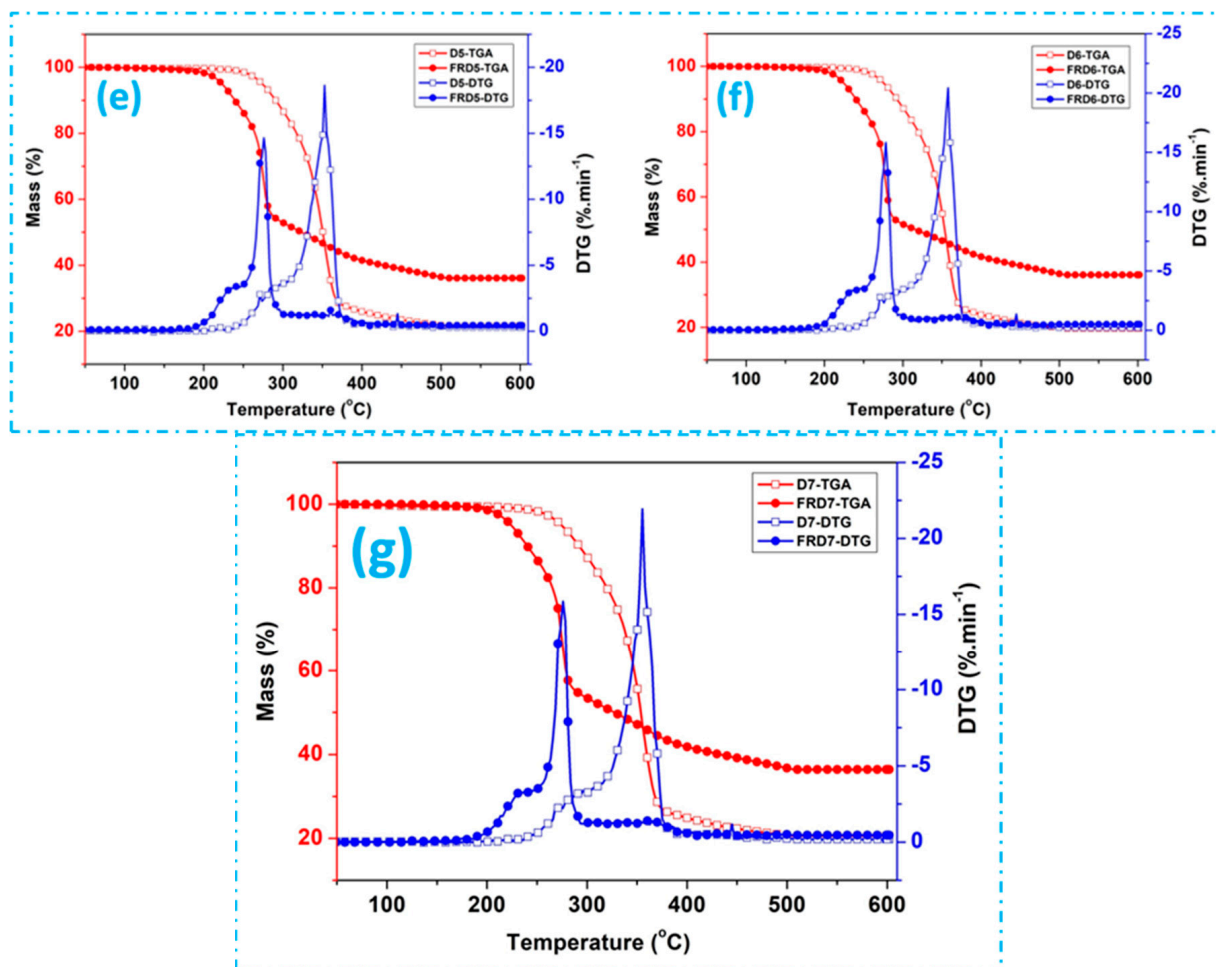 (e)
D5-TGA
FRD5-TGA
D5-DTG
FRD5-DTG
Mass (%)
100
80
60
40
20
-20
-15
-10
-5
0
DTG (%.min⁻¹)
100 200 300 400 500 600
Temperature (°C)
(f)
D6-TGA
FRD6-TGA
D6-DTG
FRD6-DTG
Mass (%)
100
80
60
40
20
-25
-20
-15
-10
-5
0
DTG (%.min⁻¹)
100 200 300 400 500 600
Temperature (°C)
(g)
D7-TGA
FRD7-TGA
D7-DTG
FRD7-DTG
Mass (%)
100
80
60
40
20
-25
-20
-15
-10
-5
0
DTG (%.min⁻¹)
100 200 300 400 500 600
Temperature (°C)